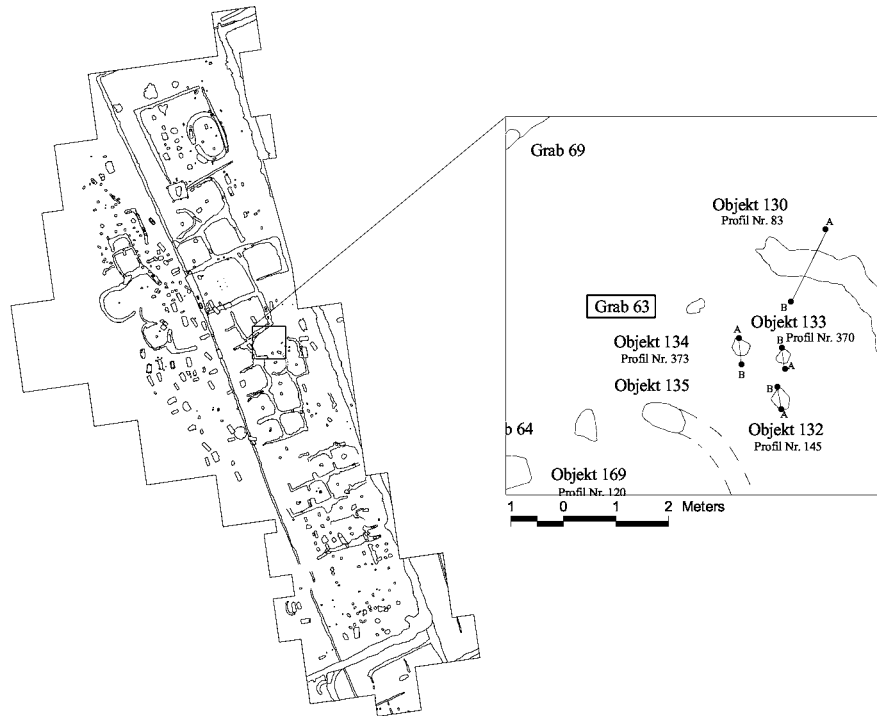 Grab 69
Objekt 130
Profil Nr. 83
A
B
Grab 63
Objekt 133
Profil Nr. 370
Objekt 134
Profil Nr. 373
A
B
B
A
Objekt 135
B
A
b 64
Objekt 132
Profil Nr. 145
Objekt 169
Profil Nr. 120
1 0 1 2 Meters